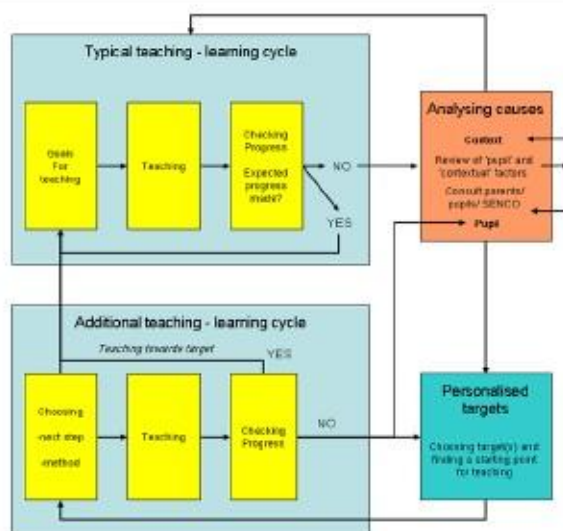 Typical teaching - learning cycle
Goals
For
teaching
Teaching
Checking
Progress
Expected
progress
made?
NO
YES
Analysing causes
Context
Review of 'pupil' and
'contextual' factors
Consult parents/
pupils/ SENCO
Pupil
Additional teaching - learning cycle
Teaching towards target
YES
Choosing
-next step
-method
Teaching
Checking
Progress
NO
Personalised
targets
Choosing target(s) and
finding a starting point
for teaching